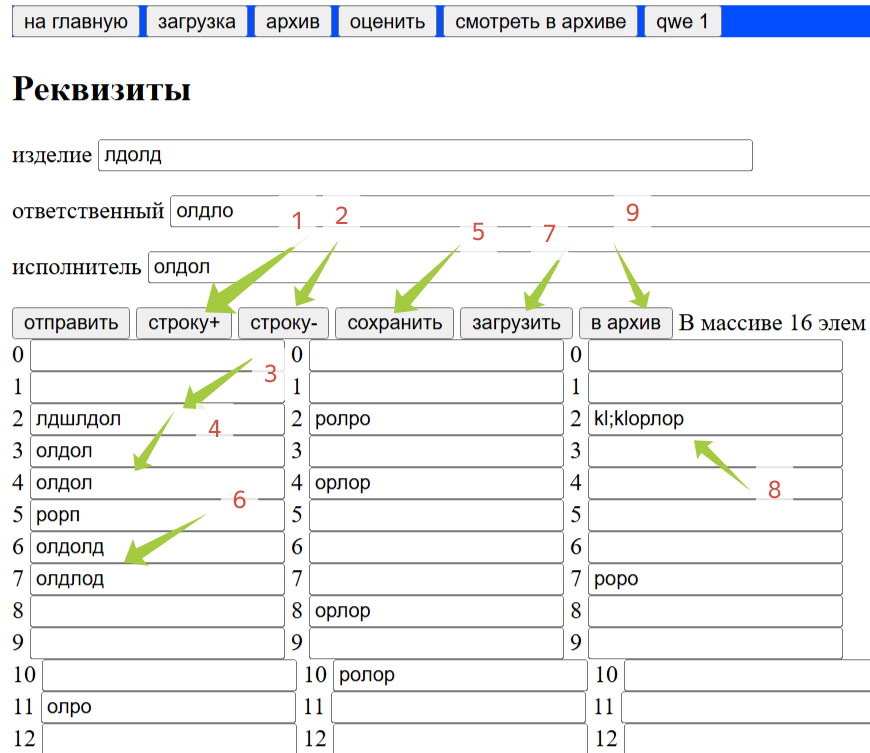 на главную загрузка архив оценить смотреть в архиве qwe 1
Реквизиты
изделие лдолд
ответственный олдло
1 2 5 7 9
исполнитель олдол
отправить строку+ строку- сохранить загрузить в архив В массиве 16 элем
0 0 0
1 1 1
3
2 лдшлдол 2 ролро 2 kl;klорлор
4
3 олдол 3 3
4 олдол 4 орлор 4
8
5 рорп 5 5
6
6 олдолд 6 6
7 олдлод 7 7 роро
8 8 орлор 8
9 9 9
10 10 ролор 10
11 олро 11 11
12 12 12